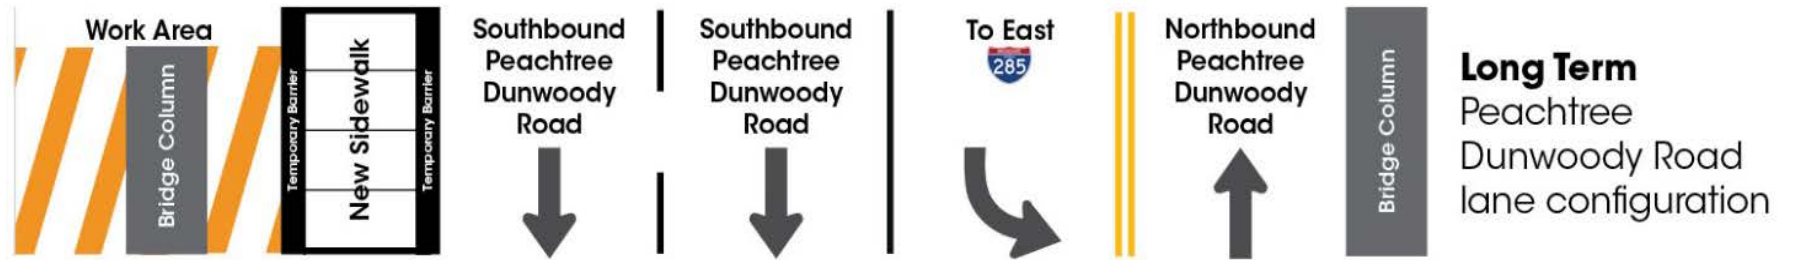 Work Area
Bridge Column
Temporary Barrier
New Sidewalk
Temporary Barrier
Southbound
Peachtree
Dunwoody
Road
Southbound
Peachtree
Dunwoody
Road
To East
285
Northbound
Peachtree
Dunwoody
Road
Bridge Column
Long Term
Peachtree
Dunwoody Road
lane configuration